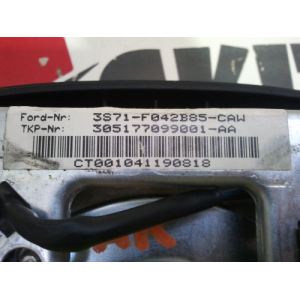 Ford-Nr: 3S71-F042B85-CAW
TKP-Nr: 305177099001-AA
CT001041190818